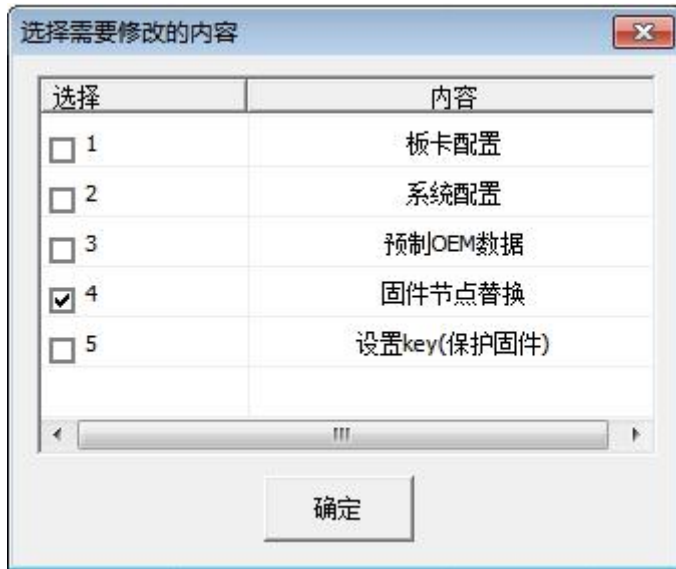 选择需要修改的内容
选择 内容
1 板卡配置
2 系统配置
3 预制OEM数据
4 固件节点替换
5 设置key(保护固件)
确定